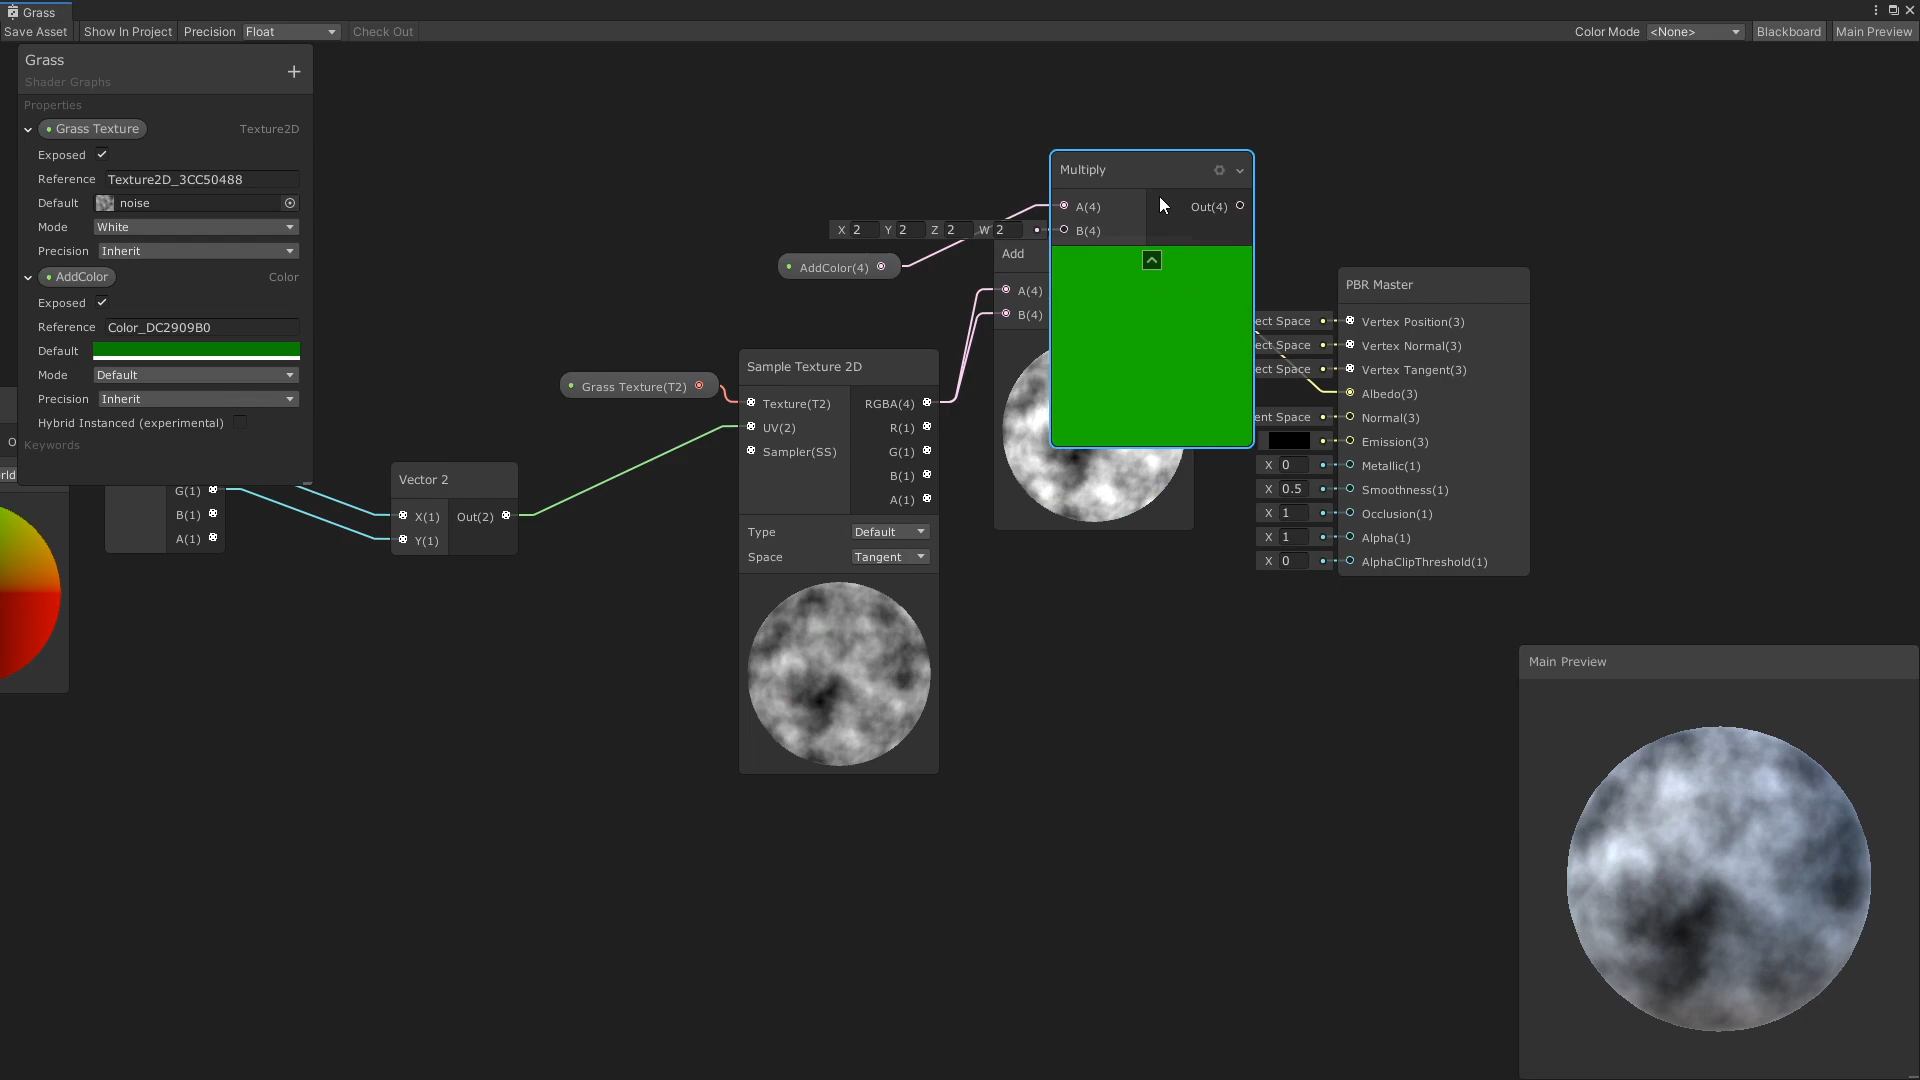 Grass
Save Asset Show In Project Precision Float Check Out Color Mode <None> Blackboard Main Preview
Grass
Shader Graphs
Properties
Grass Texture Texture2D
Exposed
Reference Texture2D_3CC50488
Default noise
Mode White
Precision Inherit
AddColor Color
Exposed
Reference Color_DC2909B0
Default
Mode Default
Precision Inherit
Hybrid Instanced (experimental)
Keywords
G(1)
B(1)
A(1)
Vector 2
X(1) Out(2)
Y(1)
Grass Texture(T2)
Sample Texture 2D
Texture(T2) RGBA(4)
UV(2) R(1)
Sampler(SS) G(1)
B(1)
A(1)
Type Default
Space Tangent
AddColor(4)
X 2 Y 2 Z 2 W 2
Multiply
A(4) Out(4)
B(4)
Add
A(4)
B(4)
PBR Master
ect Space Vertex Position(3)
ect Space Vertex Normal(3)
ect Space Vertex Tangent(3)
Albedo(3)
ent Space Normal(3)
Emission(3)
X 0 Metallic(1)
X 0.5 Smoothness(1)
X 1 Occlusion(1)
X 1 Alpha(1)
X 0 AlphaClipThreshold(1)
Main Preview